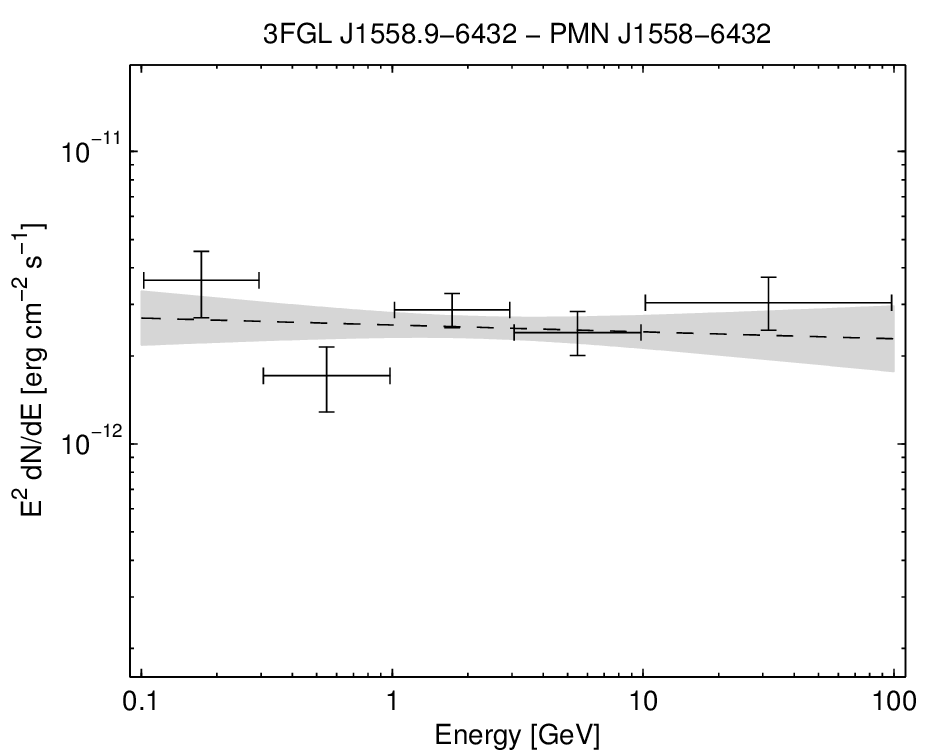 3FGL J1558.9−6432 − PMN J1558−6432
10⁻¹¹
10⁻¹²
E² dN/dE [erg cm⁻² s⁻¹]
0.1 1 10 100
Energy [GeV]